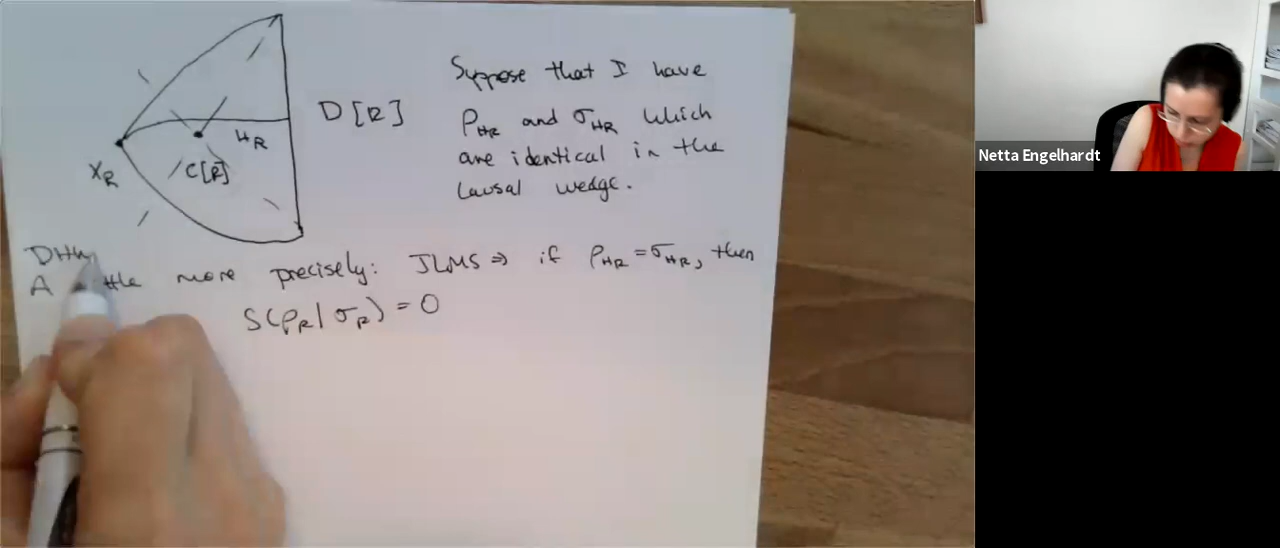 Suppose that I have
D[R]
ρ_HR and σ_HR which
H_R
are identical in the
X_R
C[R]
causal wedge.
DHW
A more precisely: JLMS ⇒ if ρ_HR = σ_HR, then
S(ρ_R | σ_R) = 0
Netta Engelhardt